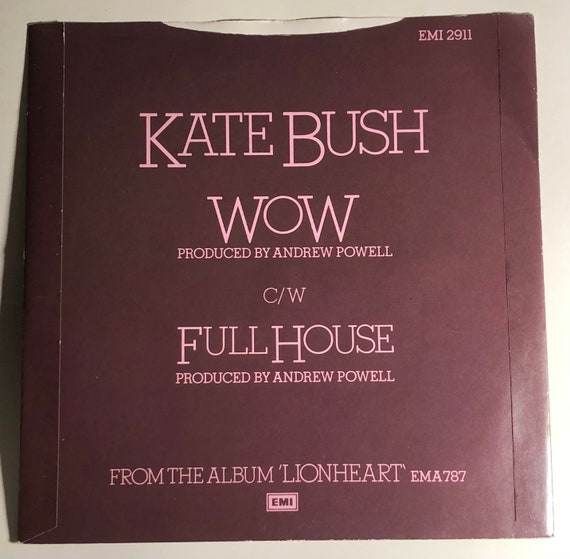 EMI 2911
KATE BUSH
WOW
PRODUCED BY ANDREW POWELL
C/W
FULL HOUSE
PRODUCED BY ANDREW POWELL
FROM THE ALBUM 'LIONHEART' EMA 787
EMI